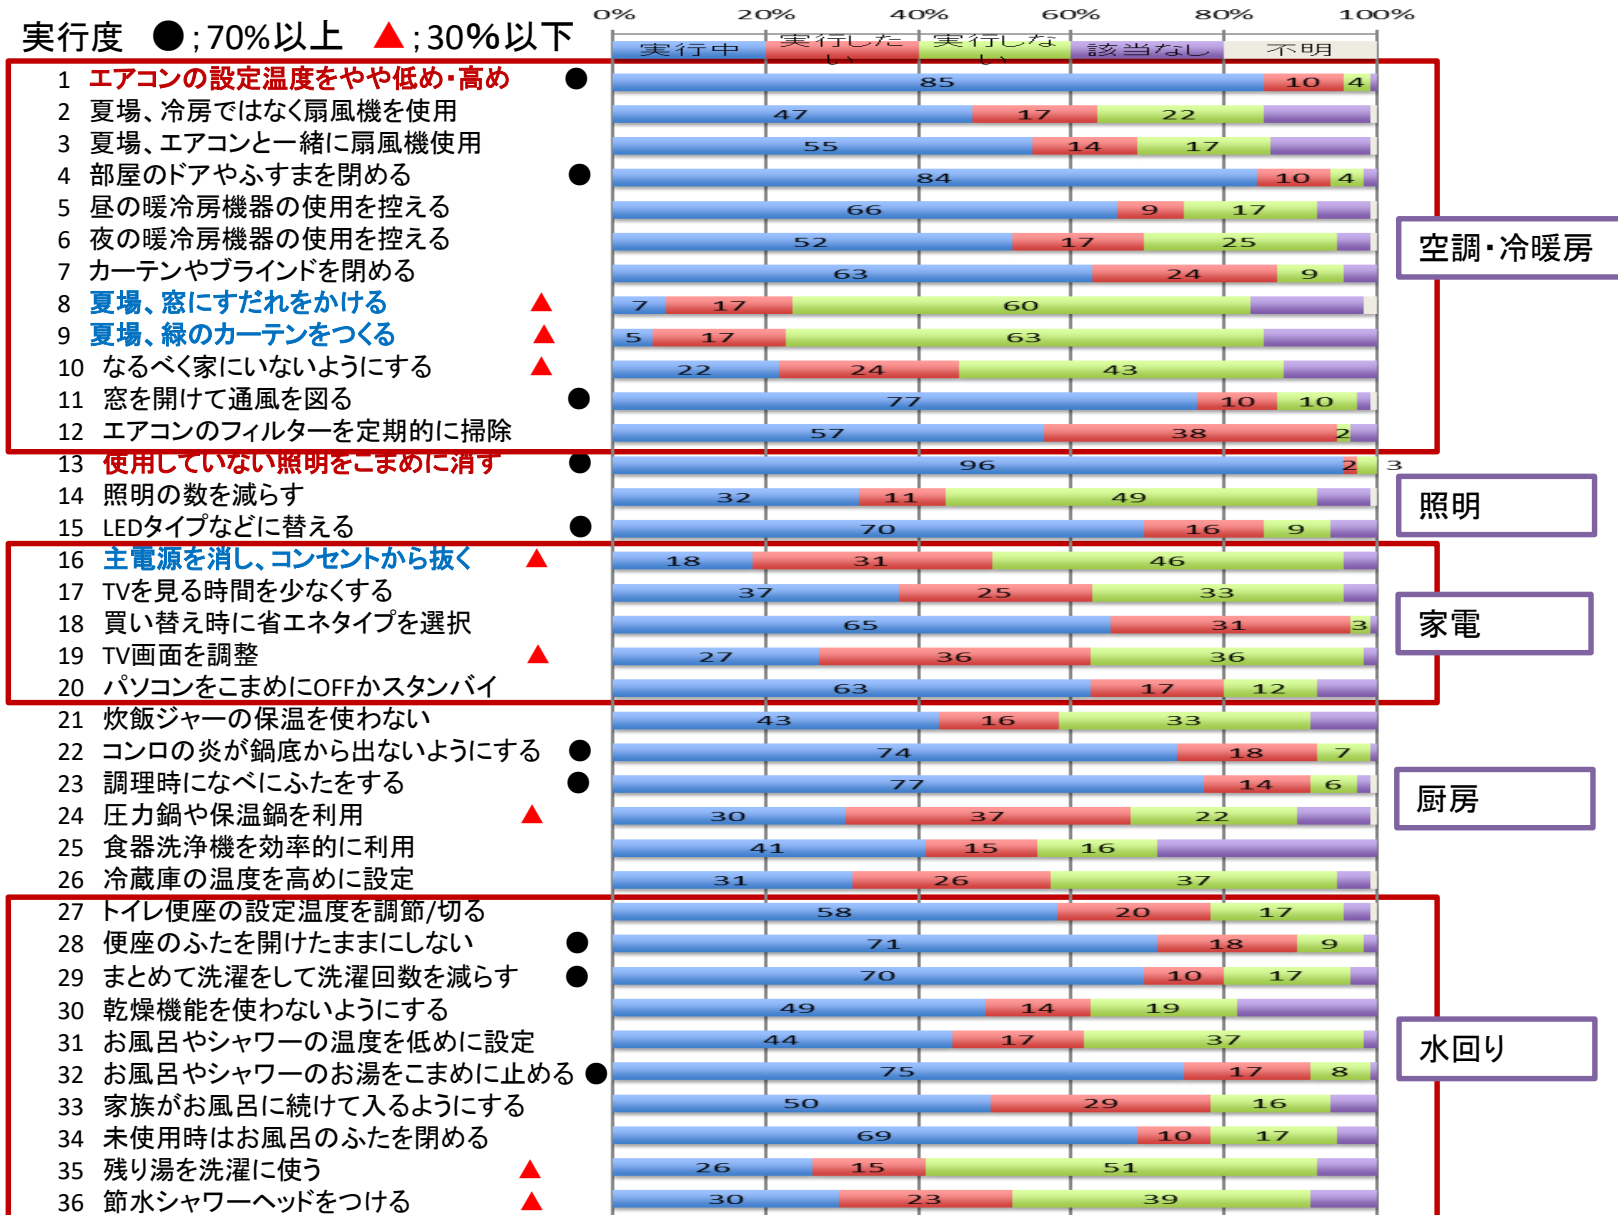 実行度 ●;70%以上 ▲;30%以下
0% 20% 40% 60% 80% 100%
実行中 実行したい 実行しない 該当なし 不明
1 エアコンの設定温度をやや低め・高め ● 85 10 4
2 夏場、冷房ではなく扇風機を使用 47 17 22
3 夏場、エアコンと一緒に扇風機使用 55 14 17
4 部屋のドアやふすまを閉める ● 84 10 4
5 昼の暖冷房機器の使用を控える 66 9 17
6 夜の暖冷房機器の使用を控える 52 17 25
空調・冷暖房
7 カーテンやブラインドを閉める 63 24 9
8 夏場、窓にすだれをかける ▲ 7 17 60
9 夏場、緑のカーテンをつくる ▲ 5 17 63
10 なるべく家にいないようにする ▲ 22 24 43
11 窓を開けて通風を図る ● 77 10 10
12 エアコンのフィルターを定期的に掃除 57 38 2
13 使用していない照明をこまめに消す ● 96 2 3
14 照明の数を減らす 32 11 49
照明
15 LEDタイプなどに替える ● 70 16 9
16 主電源を消し、コンセントから抜く ▲ 18 31 46
17 TVを見る時間を少なくする 37 25 33
18 買い替え時に省エネタイプを選択 65 31 3
家電
19 TV画面を調整 ▲ 27 36 36
20 パソコンをこまめにOFFかスタンバイ 63 17 12
21 炊飯ジャーの保温を使わない 43 16 33
22 コンロの炎が鍋底から出ないようにする ● 74 18 7
23 調理時になべにふたをする ● 77 14 6
厨房
24 圧力鍋や保温鍋を利用 ▲ 30 37 22
25 食器洗浄機を効率的に利用 41 15 16
26 冷蔵庫の温度を高めに設定 31 26 37
27 トイレ便座の設定温度を調節/切る 58 20 17
28 便座のふたを開けたままにしない ● 71 18 9
29 まとめて洗濯をして洗濯回数を減らす ● 70 10 17
30 乾燥機能を使わないようにする 49 14 19
31 お風呂やシャワーの温度を低めに設定 44 17 37
水回り
32 お風呂やシャワーのお湯をこまめに止める ● 75 17 8
33 家族がお風呂に続けて入るようにする 50 29 16
34 未使用時はお風呂のふたを閉める 69 10 17
35 残り湯を洗濯に使う ▲ 26 15 51
36 節水シャワーヘッドをつける ▲ 30 23 39